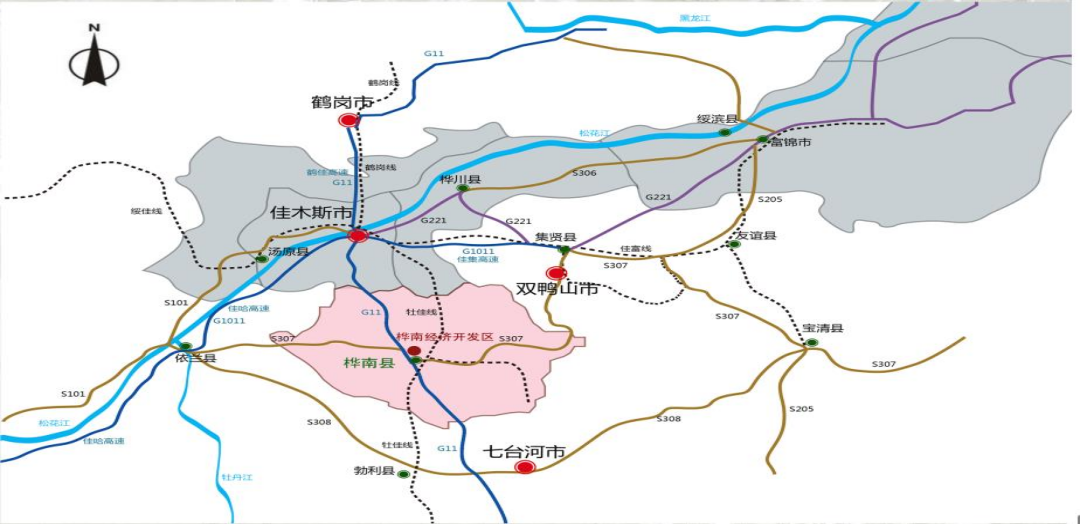 N
黑龙江
G11
鹤岗线
鹤岗市
绥滨县
松花江
富锦市
鹤岗线
鹤佳高速
G11
桦川县
S306
G221
S205
绥佳线
佳木斯市
G221
G221
集贤县
友谊县
汤原县
G1011
佳集高速
佳富线
S307
双鸭山市
S101
佳哈高速
G1011
G11
牡佳线
S307
宝清县
桦南经济开发区
S307
S307
依兰县
桦南县
S307
S101
S308
S308
S205
松花江
佳哈高速
牡佳线
G11
七台河市
勃利县
牡丹江